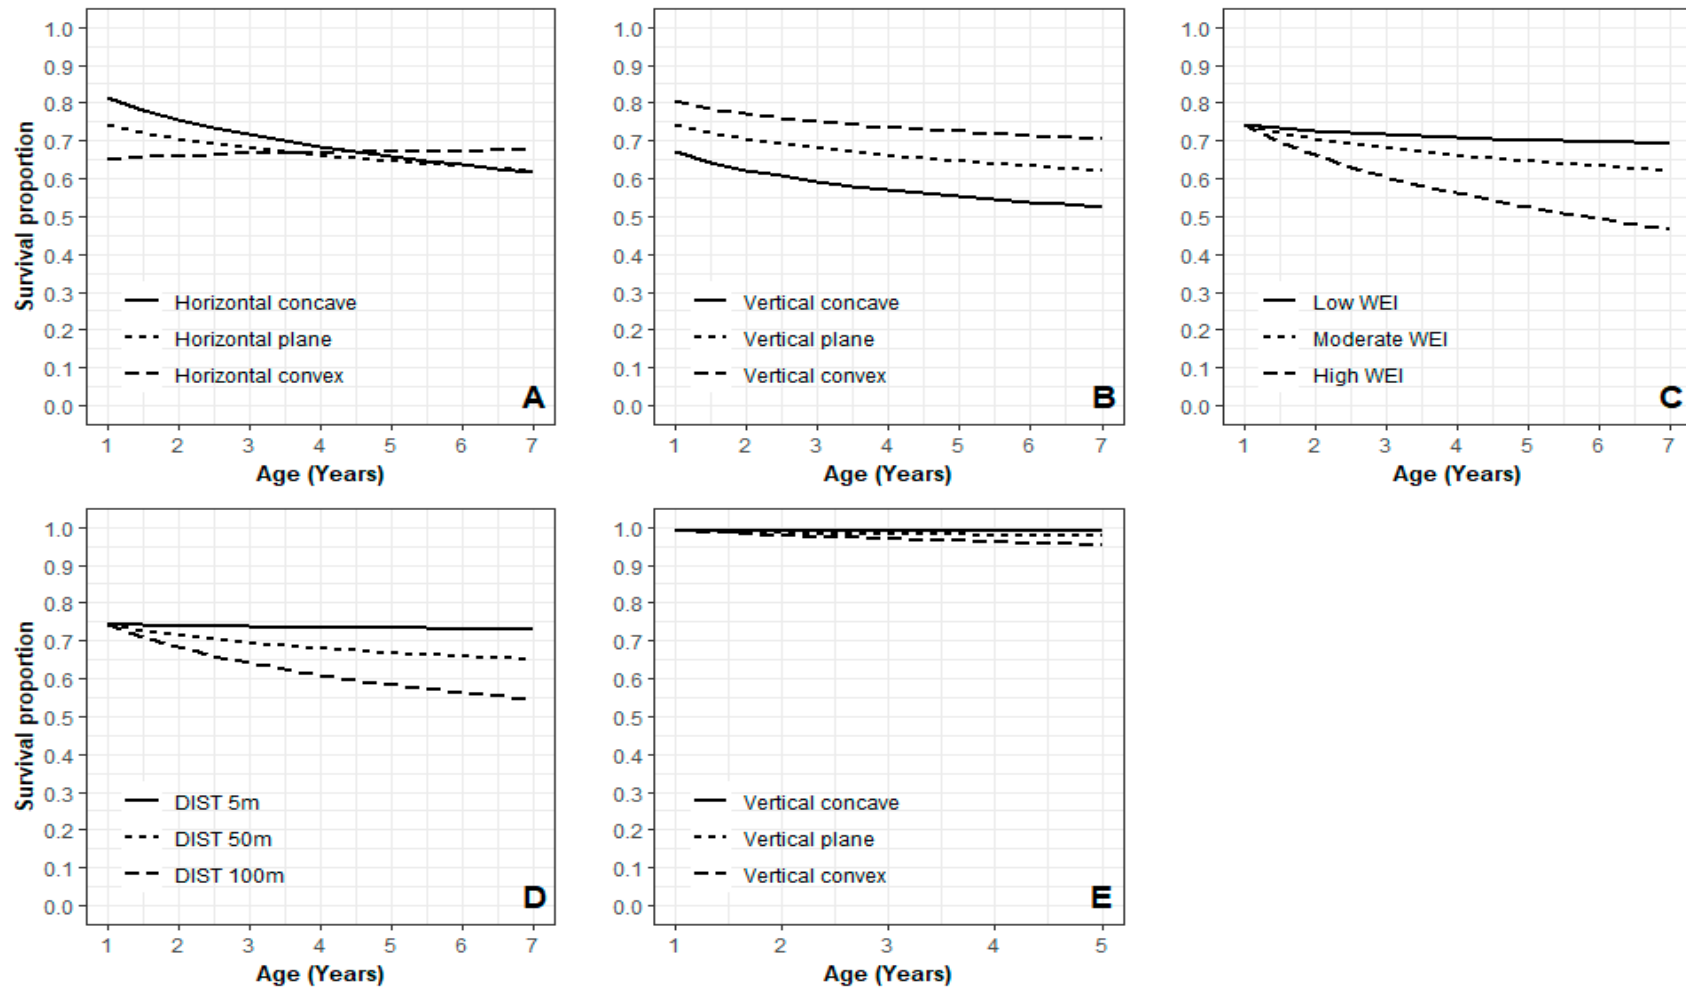 Survival proportion
1.0
0.9
0.8
0.7
0.6
0.5
0.4
0.3
0.2
0.1
0.0
Horizontal concave
Horizontal plane
Horizontal convex
A
1 2 3 4 5 6 7
Age (Years)
1.0
0.9
0.8
0.7
0.6
0.5
0.4
0.3
0.2
0.1
0.0
Vertical concave
Vertical plane
Vertical convex
B
1 2 3 4 5 6 7
Age (Years)
1.0
0.9
0.8
0.7
0.6
0.5
0.4
0.3
0.2
0.1
0.0
Low WEI
Moderate WEI
High WEI
C
1 2 3 4 5 6 7
Age (Years)
Survival proportion
1.0
0.9
0.8
0.7
0.6
0.5
0.4
0.3
0.2
0.1
0.0
DIST 5m
DIST 50m
DIST 100m
D
1 2 3 4 5 6 7
Age (Years)
1.0
0.9
0.8
0.7
0.6
0.5
0.4
0.3
0.2
0.1
0.0
Vertical concave
Vertical plane
Vertical convex
E
1 2 3 4 5
Age (Years)